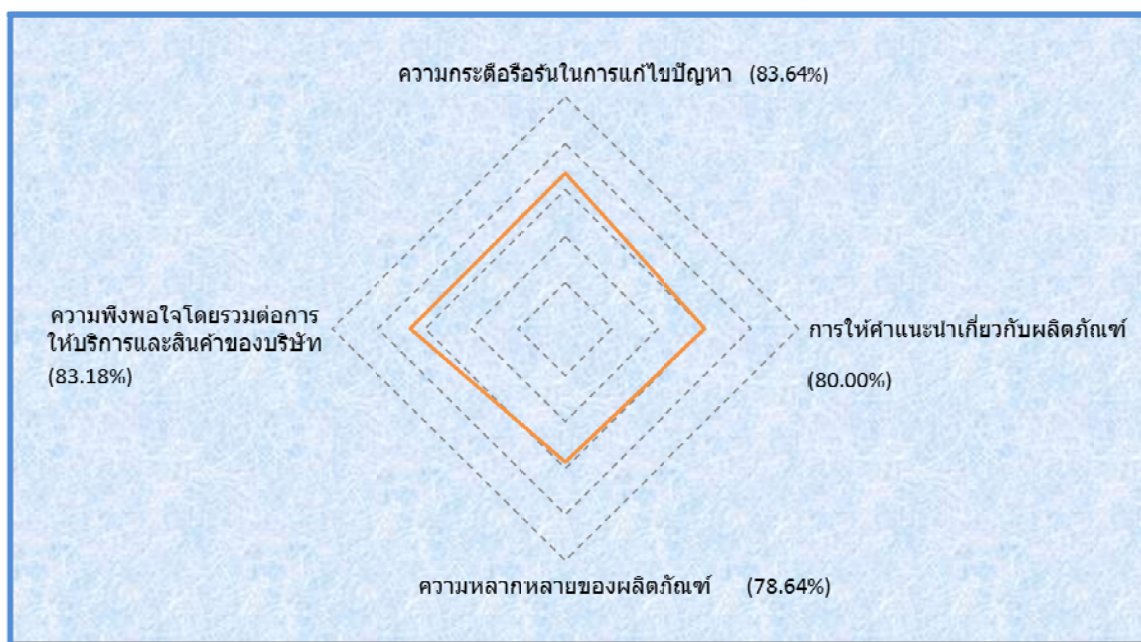 ความกระตือรือร้นในการแก้ไขปัญหา (83.64%)
ความพึงพอใจโดยรวมต่อการ
ให้บริการและสินค้าของบริษัท
(83.18%)
การให้คำแนะนำเกี่ยวกับผลิตภัณฑ์
(80.00%)
ความหลากหลายของผลิตภัณฑ์ (78.64%)